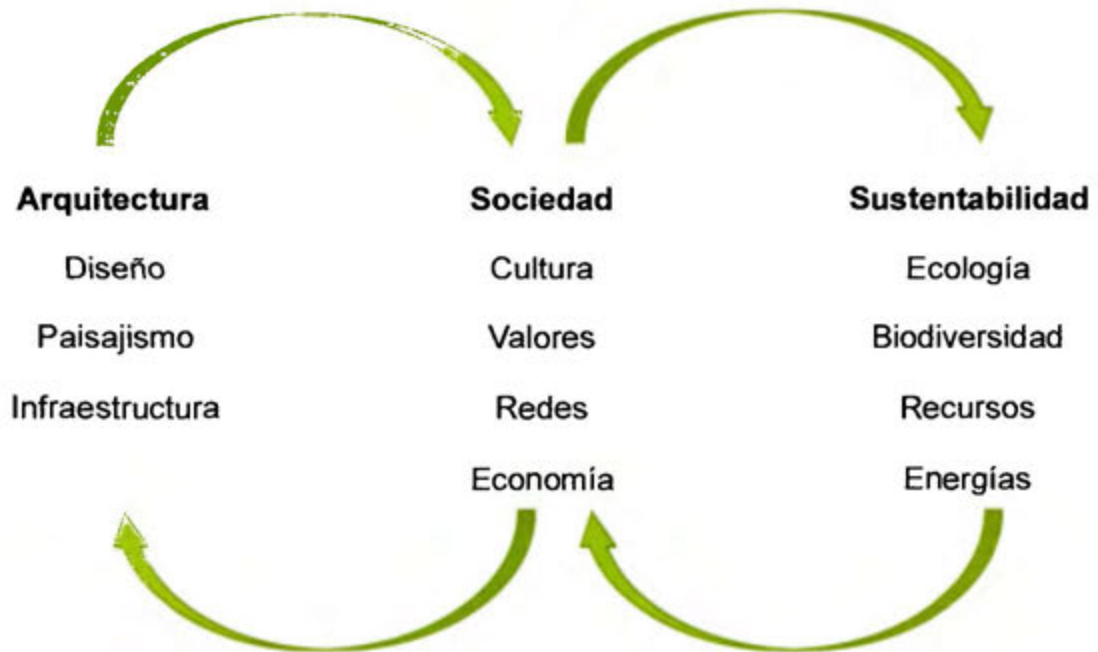 Arquitectura
Diseño
Paisajismo
Infraestructura
Sociedad
Cultura
Valores
Redes
Economía
Sustentabilidad
Ecología
Biodiversidad
Recursos
Energías